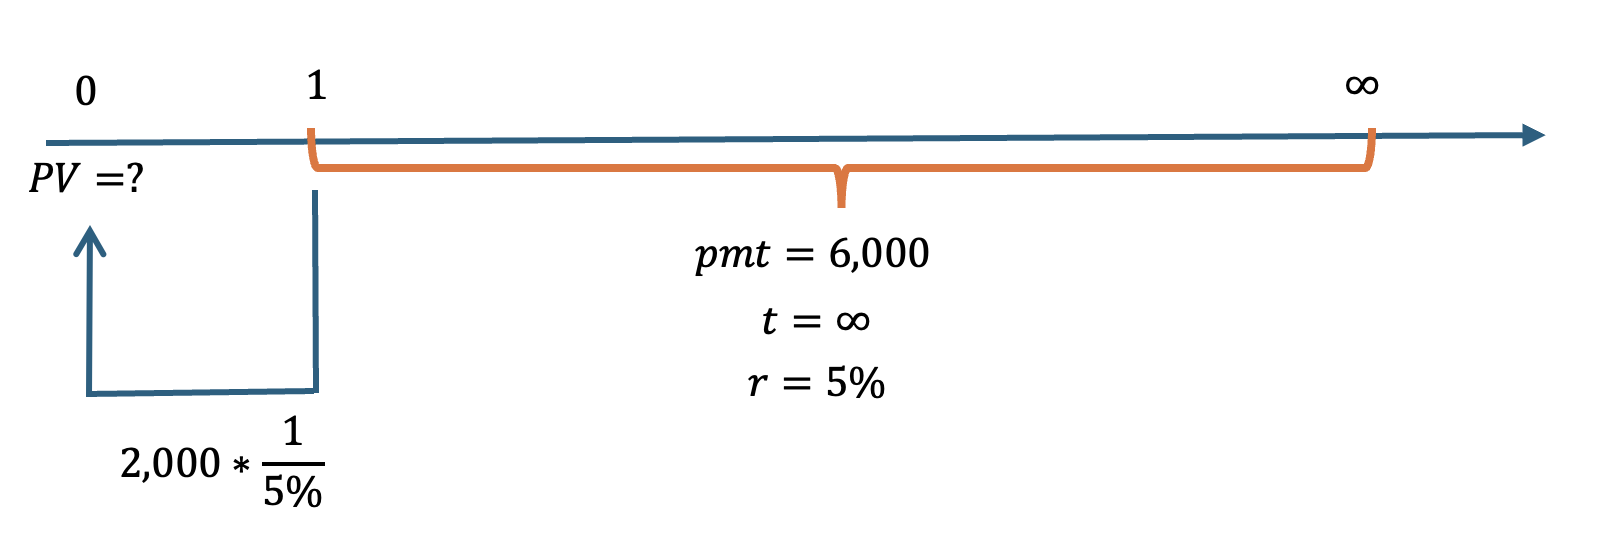 0 1 ∞
PV =?
pmt = 6,000
t = ∞
r = 5%
2,000 * 1/5%